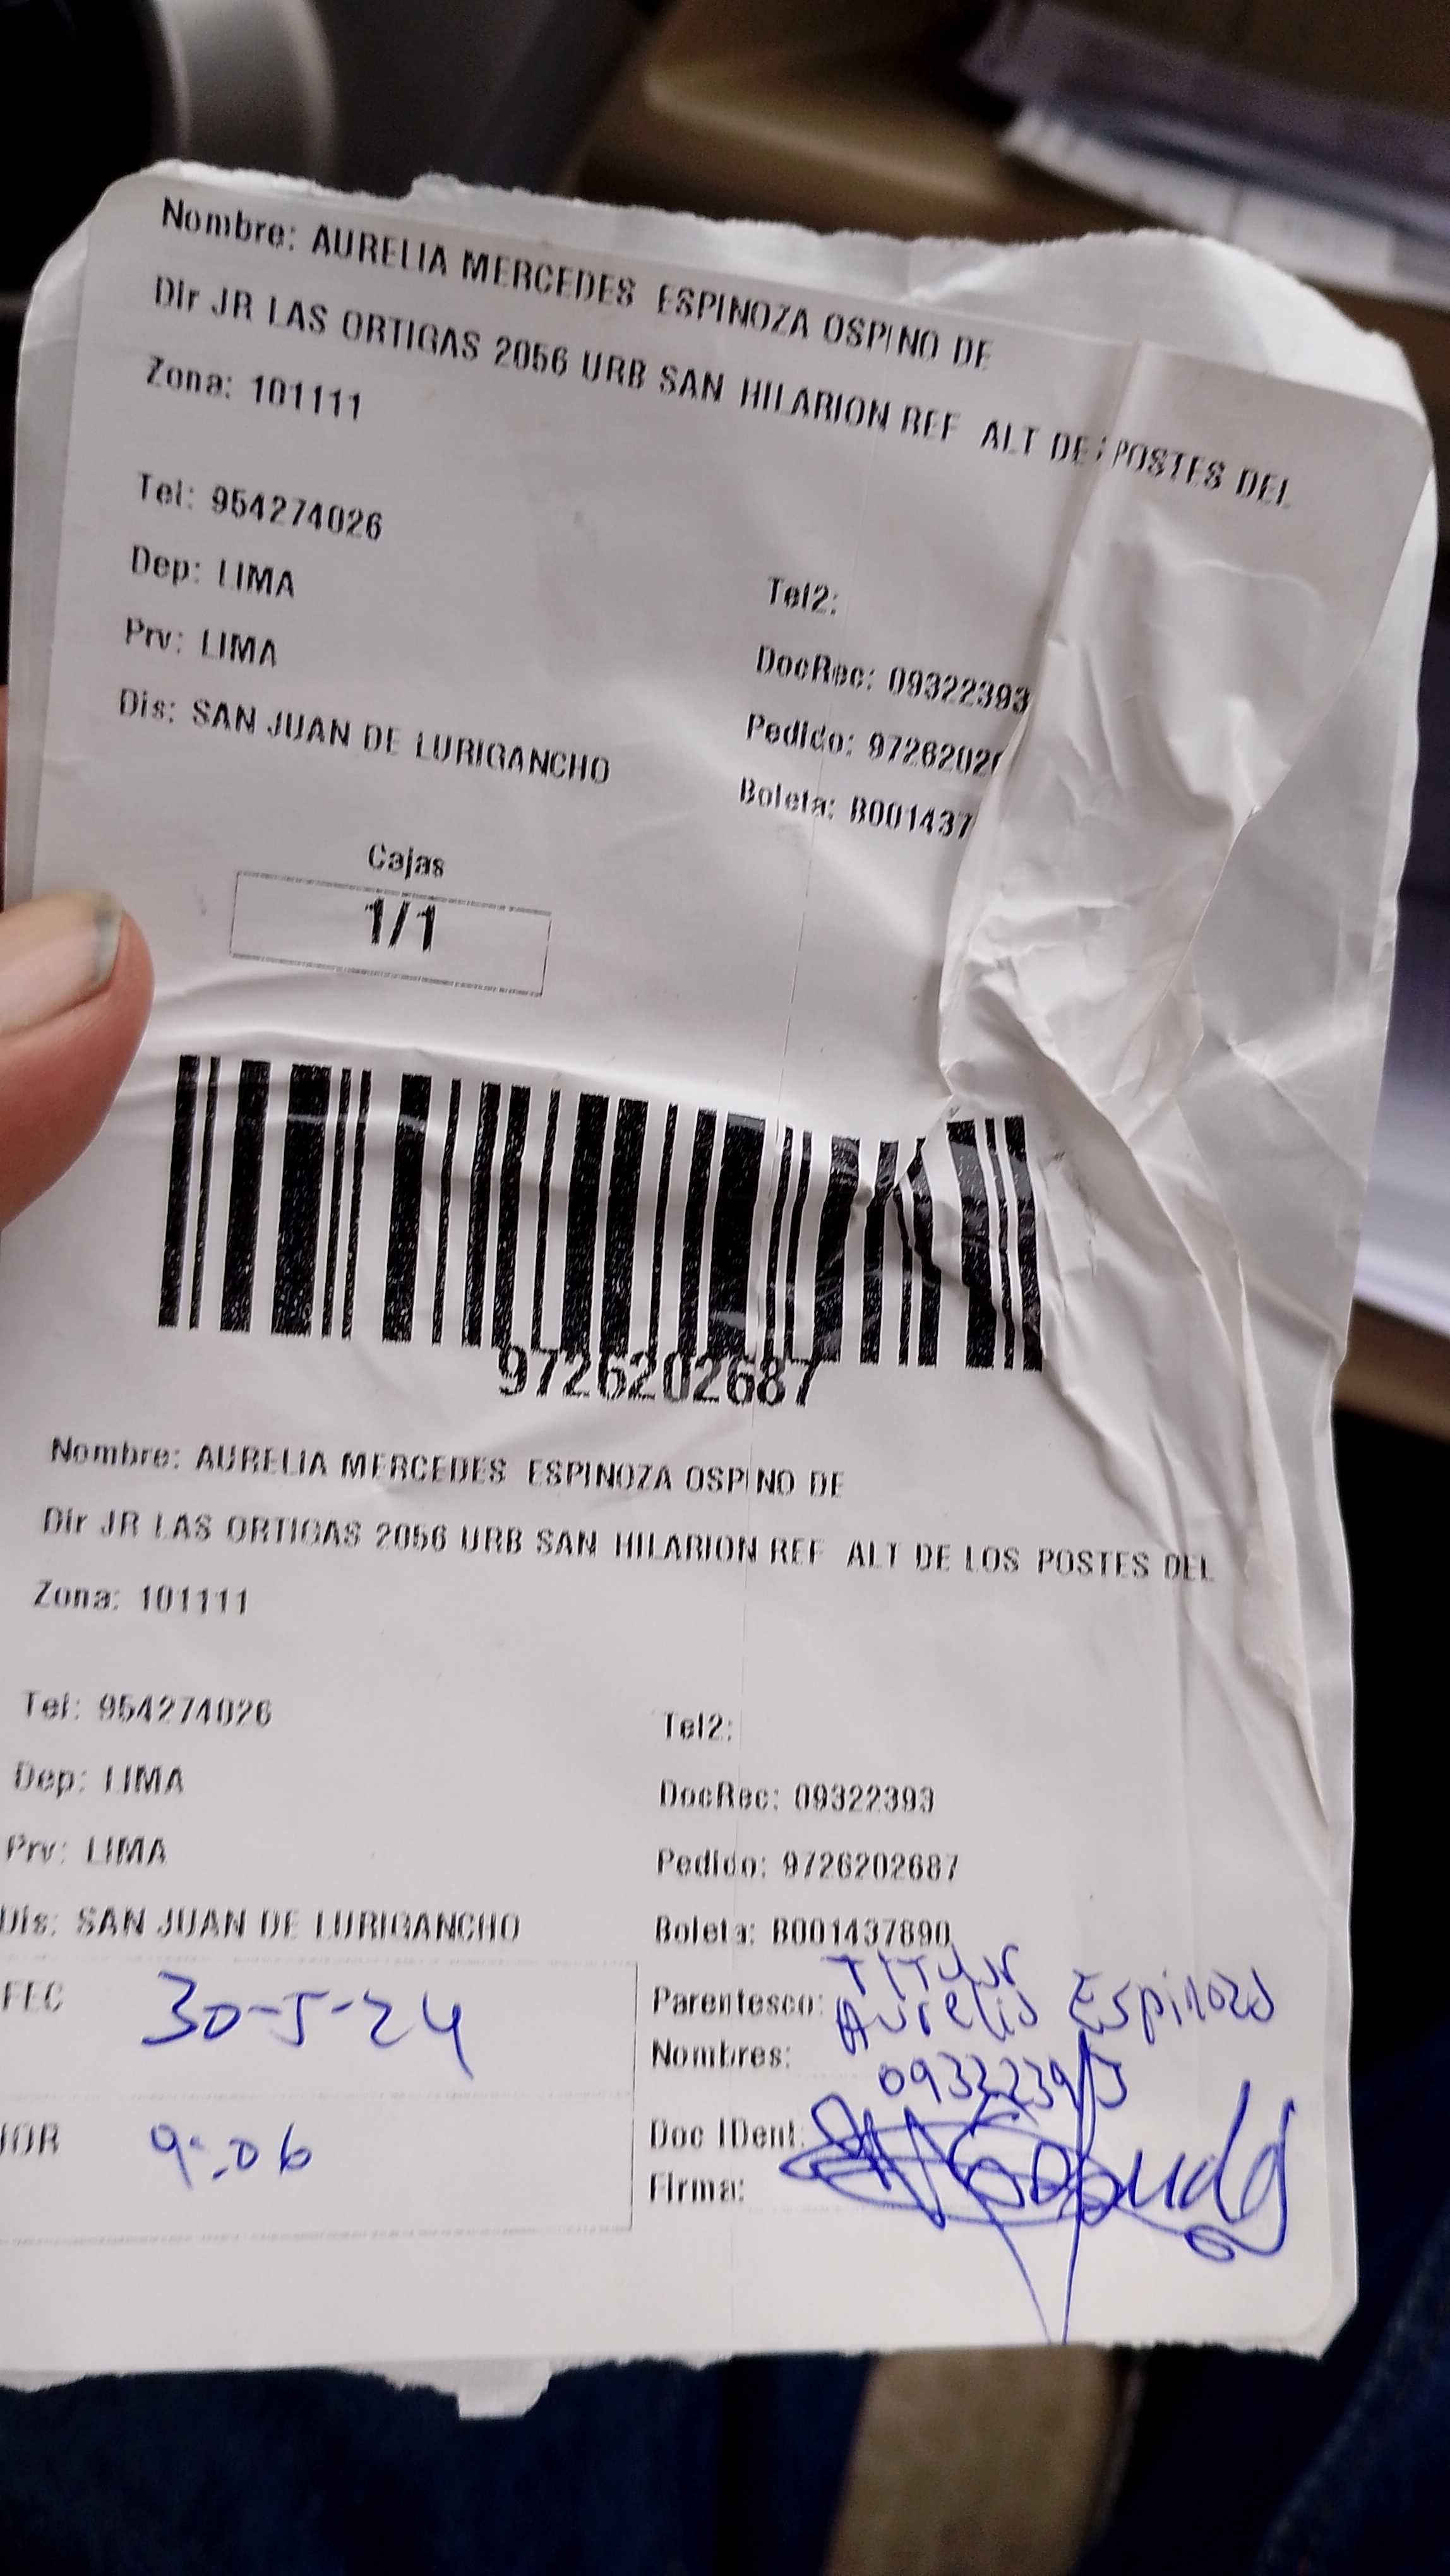 Nombre: AURELIA MERCEDES ESPINOZA OSPINO DE
Dir JR LAS ORTIGAS 2056 URB SAN HILARION REF ALT DE POSTES DEL
Zona: 101111
Tel: 954274026
Tel2:
Dep: LIMA
DocRec: 09322393
Prv: LIMA
Pedido: 9726202
Dis: SAN JUAN DE LURIGANCHO
Boleta: B001437
Cajas
1/1
9726202687
Nombre: AURELIA MERCEDES ESPINOZA OSPINO DE
Dir JR LAS ORTIGAS 2056 URB SAN HILARION REF ALT DE LOS POSTES DEL
Zona: 101111
Tel: 954274026
Tel2:
Dep: LIMA
DocRec: 09322393
Prv: LIMA
Pedido: 9726202687
Dis: SAN JUAN DE LURIGANCHO
Boleta: B001437890
FEC 30-5-24
Titular
Parentesco: Aurelia Espinoza
Nombres:
09322393
HOR 9:06
Doc IDent:
Firma: